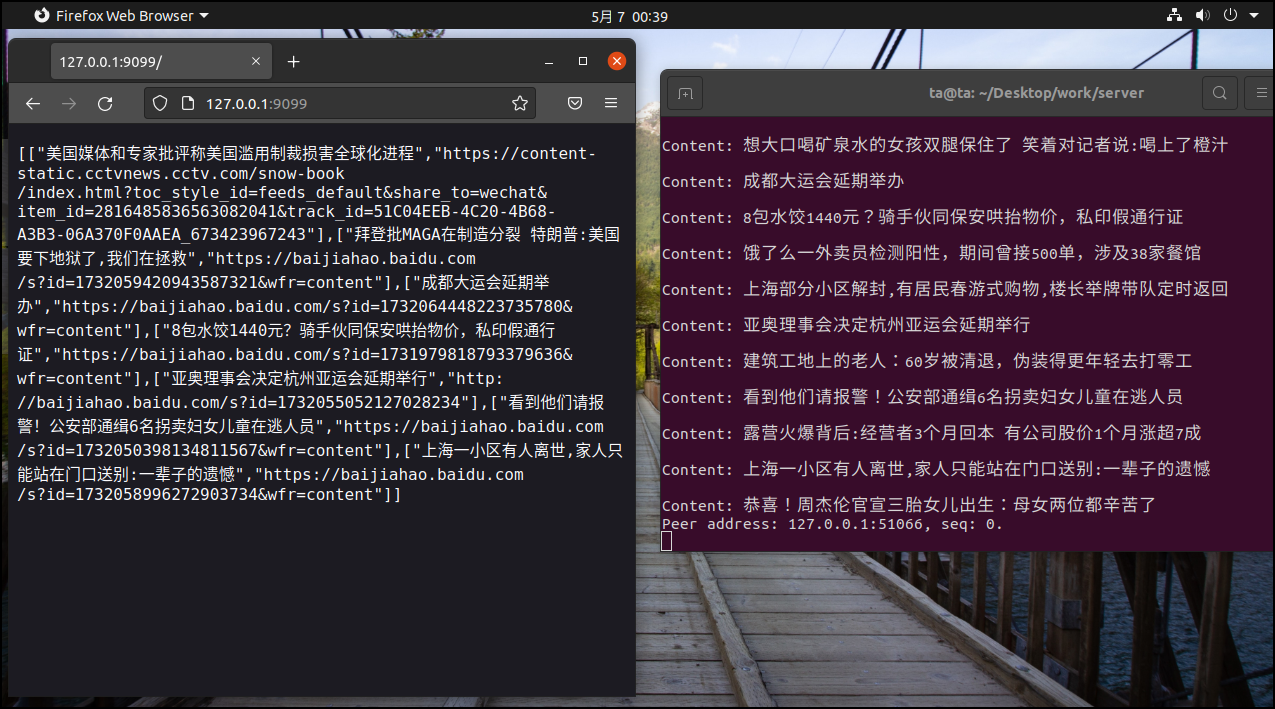 Firefox Web Browser
5月 7 00:39
127.0.0.1:9099/
127.0.0.1:9099
[["美国媒体和专家批评称美国滥用制裁损害全球化进程","https://content-
static.cctvnews.cctv.com/snow-book
/index.html?toc_style_id=feeds_default&share_to=wechat&
item_id=2816485836563082041&track_id=51C04EEB-4C20-4B68-
A3B3-06A370F0AAEA_673423967243"],["拜登批MAGA在制造分裂 特朗普:美国
要下地狱了,我们在拯救","https://baijiahao.baidu.com
/s?id=1732059420943587321&wfr=content"],["成都大运会延期举
办","https://baijiahao.baidu.com/s?id=1732064448223735780&
wfr=content"],["8包水饺1440元？骑手伙同保安哄抬物价，私印假通行
证","https://baijiahao.baidu.com/s?id=1731979818793379636&
wfr=content"],["亚奥理事会决定杭州亚运会延期举行","http:
//baijiahao.baidu.com/s?id=1732055052127028234"],["看到他们请报
警！公安部通缉6名拐卖妇女儿童在逃人员","https://baijiahao.baidu.com
/s?id=1732050398134811567&wfr=content"],["上海一小区有人离世,家人只
能站在门口送别:一辈子的遗憾","https://baijiahao.baidu.com
/s?id=1732058996272903734&wfr=content"]]
ta@ta: ~/Desktop/work/server
Content: 想大口喝矿泉水的女孩双腿保住了 笑着对记者说:喝上了橙汁
Content: 成都大运会延期举办
Content: 8包水饺1440元？骑手伙同保安哄抬物价，私印假通行证
Content: 饿了么一外卖员检测阳性，期间曾接500单，涉及38家餐馆
Content: 上海部分小区解封,有居民春游式购物,楼长举牌带队定时返回
Content: 亚奥理事会决定杭州亚运会延期举行
Content: 建筑工地上的老人：60岁被清退，伪装得更年轻去打零工
Content: 看到他们请报警！公安部通缉6名拐卖妇女儿童在逃人员
Content: 露营火爆背后:经营者3个月回本 有公司股价1个月涨超7成
Content: 上海一小区有人离世,家人只能站在门口送别:一辈子的遗憾
Content: 恭喜！周杰伦官宣三胎女儿出生：母女两位都辛苦了
Peer address: 127.0.0.1:51066, seq: 0.